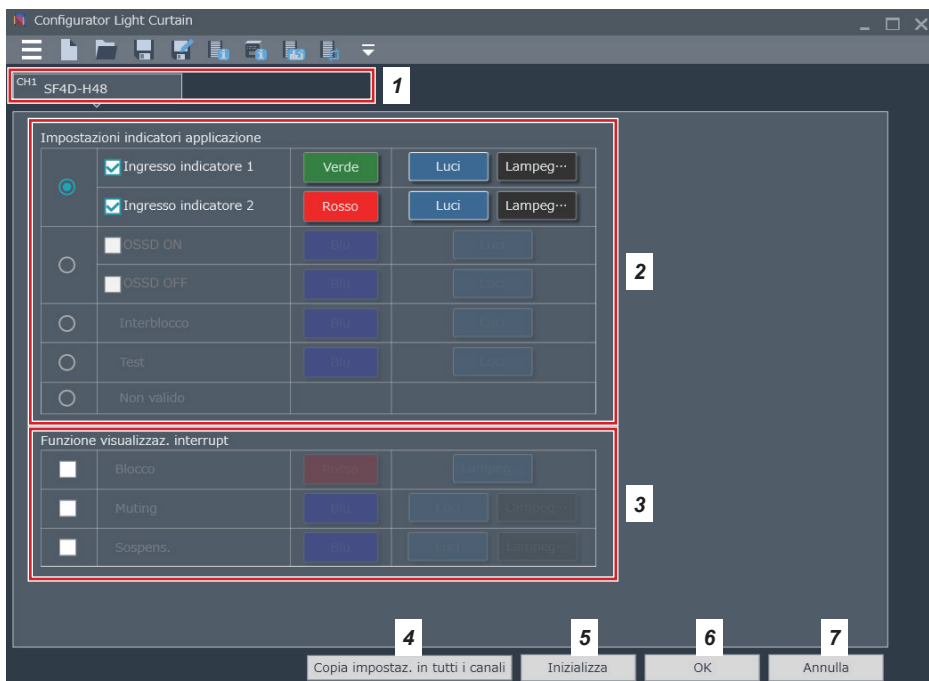 Configurator Light Curtain
CH1 SF4D-H48
1
Impostazioni indicatori applicazione
Ingresso indicatore 1 Verde Luci Lampeg…
Ingresso indicatore 2 Rosso Luci Lampeg…
OSSD ON Blu Luci
2
OSSD OFF Blu Luci
Interblocco Blu Luci
Test Blu Luci
Non valido
Funzione visualizzaz. interrupt
Blocco Rosso Lampeg…
Muting Blu Luci Lampeg…
3
Sospens. Blu Luci Lampeg…
4 5 6 7
Copia impostaz. in tutti i canali Inizializza OK Annulla